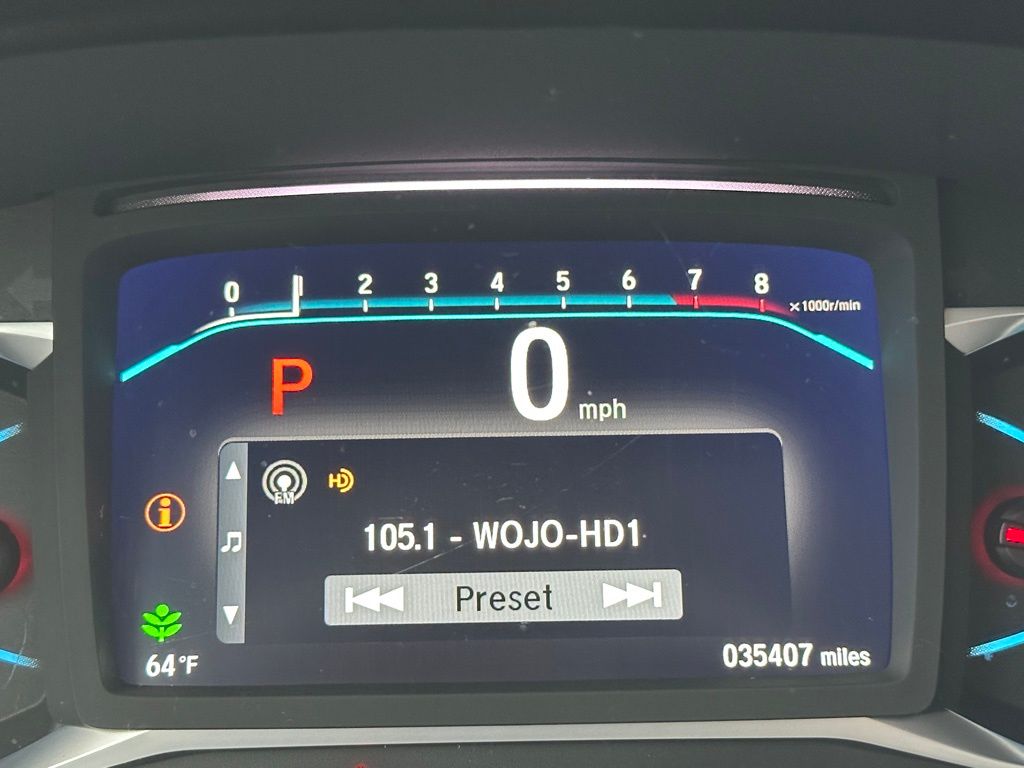 0 1 2 3 4 5 6 7 8 ×1000r/min
P 0 mph
FM HD
105.1 - WOJO-HD1
Preset
64°F
035407 miles